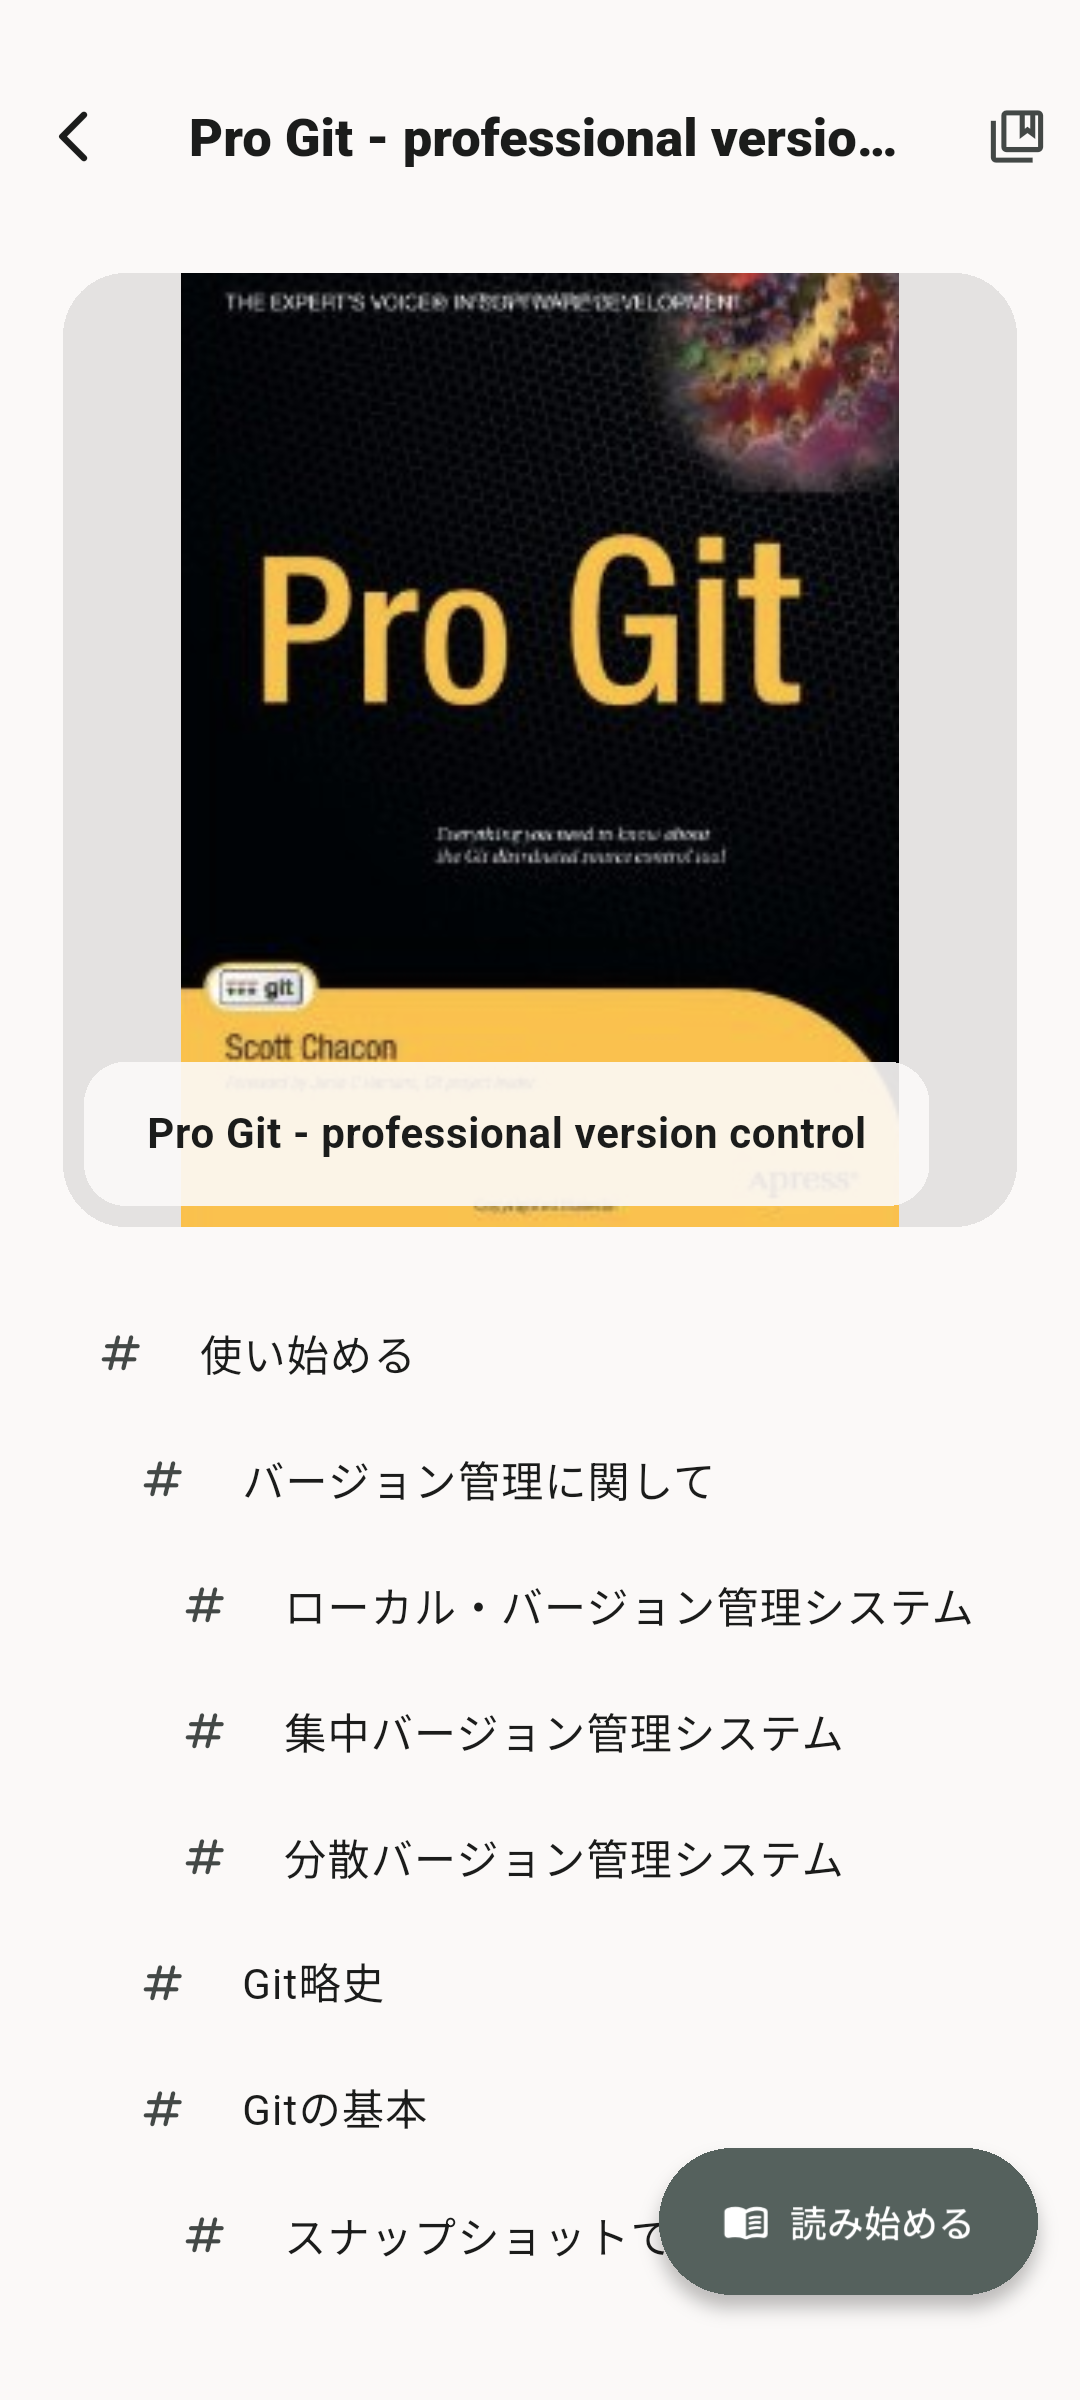 Pro Git - professional versio...
THE EXPERT'S VOICE® IN SOFTWARE DEVELOPMENT
Pro Git
Everything you need to know about
the Git distributed source control tool
git
Scott Chacon
Pro Git - professional version control
Apress®
# 使い始める
# バージョン管理に関して
# ローカル・バージョン管理システム
# 集中バージョン管理システム
# 分散バージョン管理システム
# Git略史
# Gitの基本
# スナップショットで
読み始める